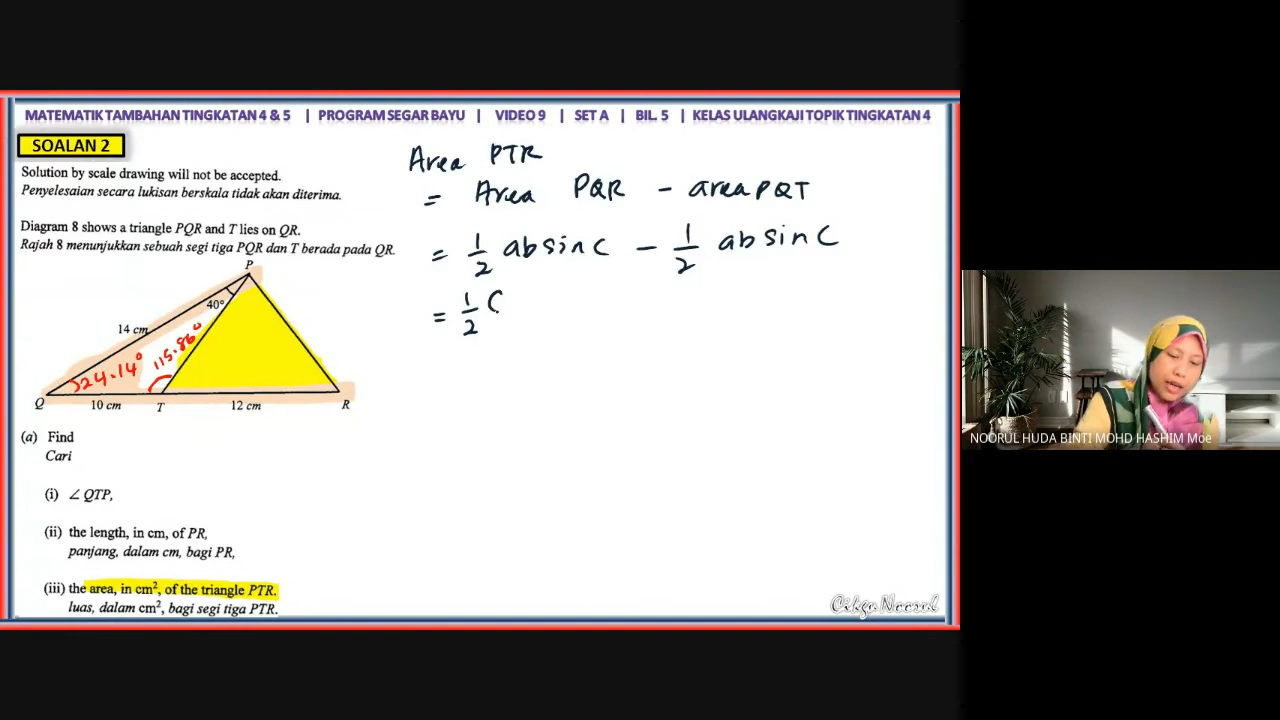 MATEMATIK TAMBAHAN TINGKATAN 4 & 5 | PROGRAM SEGAR BAYU | VIDEO 9 | SET A | BIL. 5 | KELAS ULANGKAJI TOPIK TINGKATAN 4
SOALAN 2
Solution by scale drawing will not be accepted.
Penyelesaian secara lukisan berskala tidak akan diterima.
Diagram 8 shows a triangle PQR and T lies on QR.
Rajah 8 menunjukkan sebuah segi tiga PQR dan T berada pada QR.
P
40°
14 cm
115.86°
24.14°
Q 10 cm T 12 cm R
(a) Find
Cari
(i) ∠ QTP,
(ii) the length, in cm, of PR,
panjang, dalam cm, bagi PR,
(iii) the area, in cm², of the triangle PTR.
luas, dalam cm², bagi segi tiga PTR.
Area PTR
= Area PQR - area PQT
= 1/2 ab sin C - 1/2 ab sin C
= 1/2 (
Cikgu Noorul
NOORUL HUDA BINTI MOHD HASHIM Moe